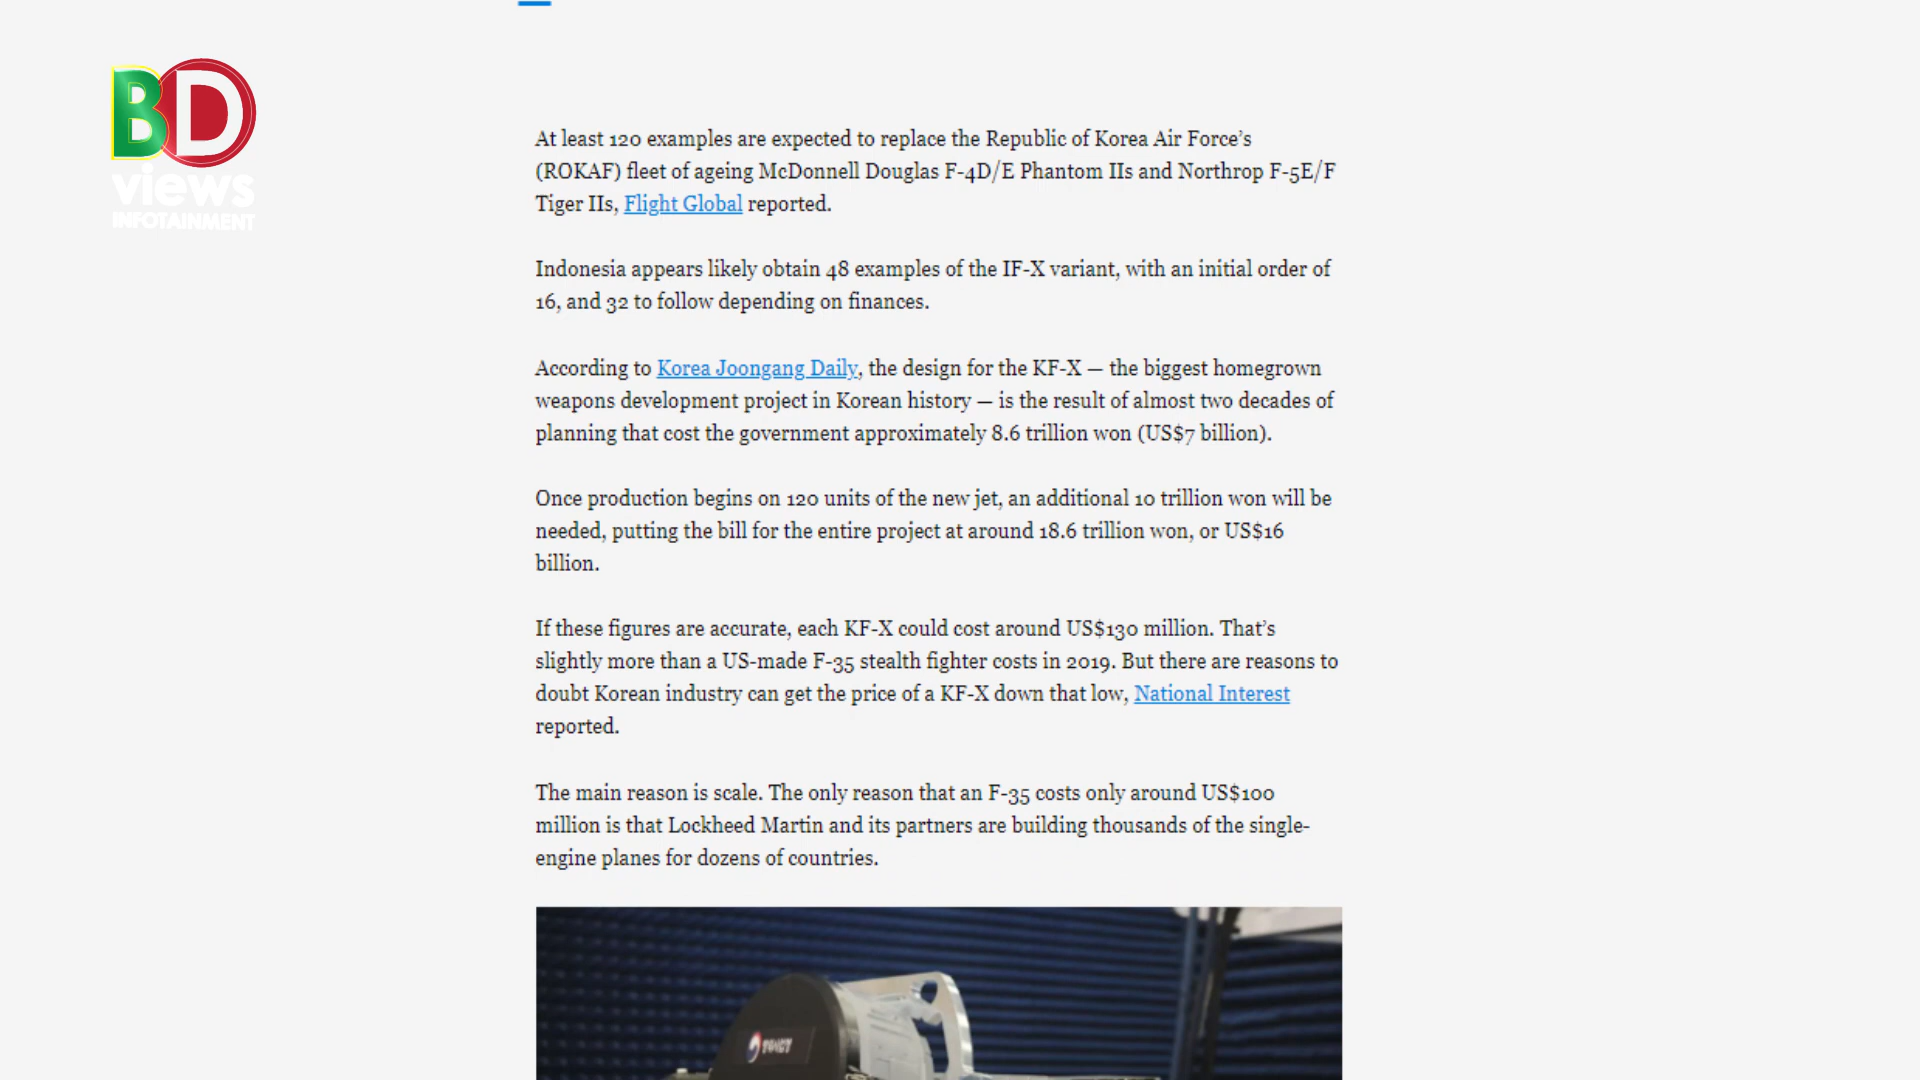 BD
views
INFOTAINMENT
At least 120 examples are expected to replace the Republic of Korea Air Force’s
(ROKAF) fleet of ageing McDonnell Douglas F-4D/E Phantom IIs and Northrop F-5E/F
Tiger IIs, Flight Global reported.
Indonesia appears likely obtain 48 examples of the IF-X variant, with an initial order of
16, and 32 to follow depending on finances.
According to Korea Joongang Daily, the design for the KF-X — the biggest homegrown
weapons development project in Korean history — is the result of almost two decades of
planning that cost the government approximately 8.6 trillion won (US$7 billion).
Once production begins on 120 units of the new jet, an additional 10 trillion won will be
needed, putting the bill for the entire project at around 18.6 trillion won, or US$16
billion.
If these figures are accurate, each KF-X could cost around US$130 million. That’s
slightly more than a US-made F-35 stealth fighter costs in 2019. But there are reasons to
doubt Korean industry can get the price of a KF-X down that low, National Interest
reported.
The main reason is scale. The only reason that an F-35 costs only around US$100
million is that Lockheed Martin and its partners are building thousands of the single-
engine planes for dozens of countries.